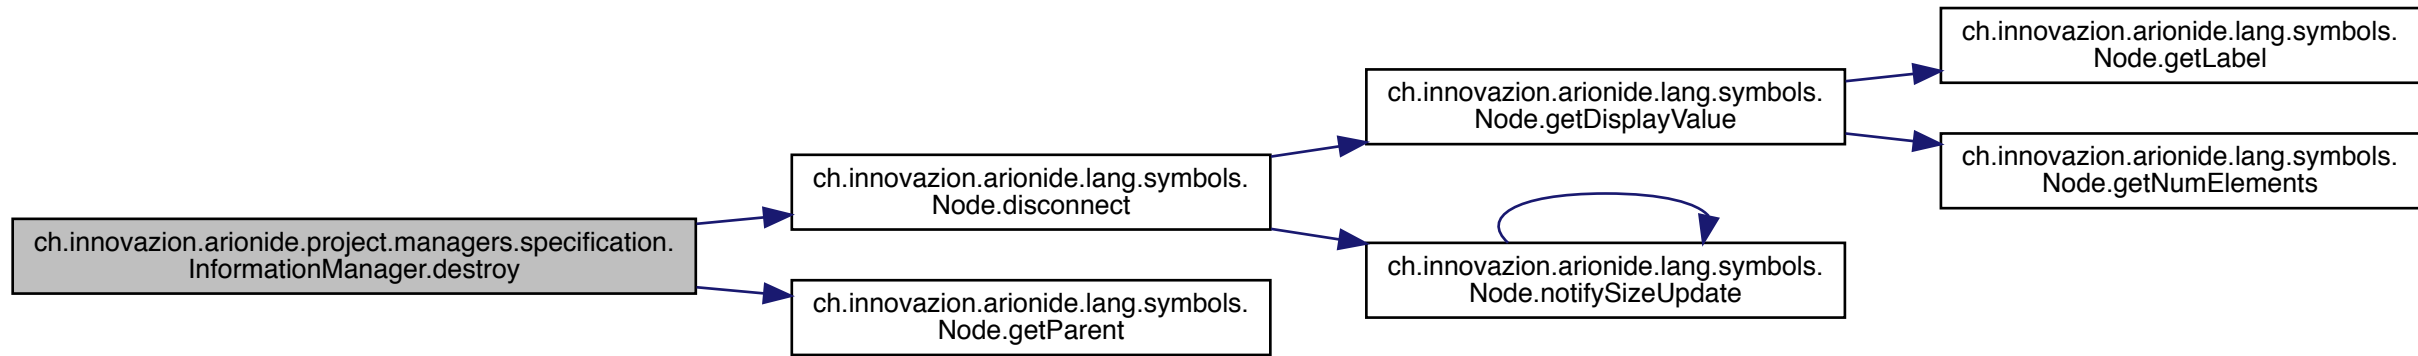 ch.innovazion.arionide.project.managers.specification.
InformationManager.destroy
ch.innovazion.arionide.lang.symbols.
Node.disconnect
ch.innovazion.arionide.lang.symbols.
Node.getParent
ch.innovazion.arionide.lang.symbols.
Node.getDisplayValue
ch.innovazion.arionide.lang.symbols.
Node.notifySizeUpdate
ch.innovazion.arionide.lang.symbols.
Node.getLabel
ch.innovazion.arionide.lang.symbols.
Node.getNumElements